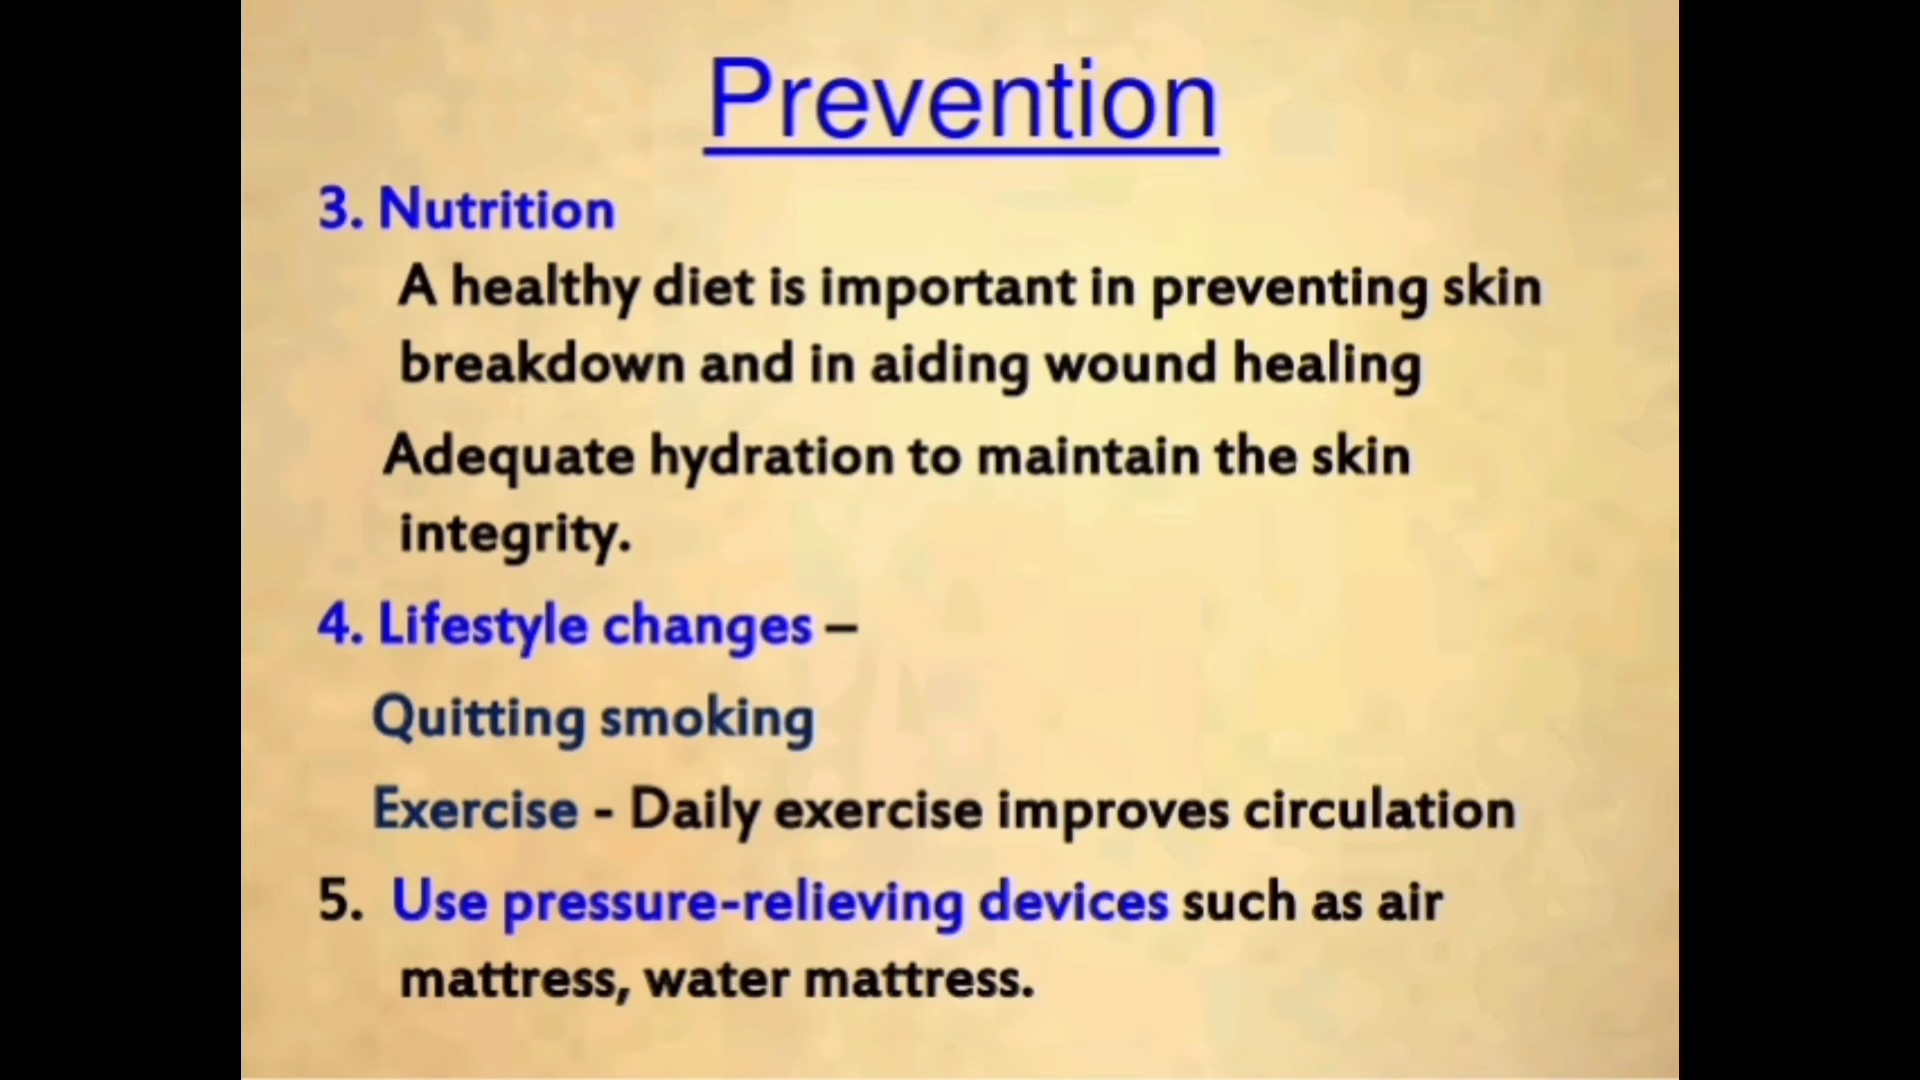 Prevention
3. Nutrition
A healthy diet is important in preventing skin
breakdown and in aiding wound healing
Adequate hydration to maintain the skin
integrity.
4. Lifestyle changes –
Quitting smoking
Exercise - Daily exercise improves circulation
5. Use pressure-relieving devices such as air
mattress, water mattress.